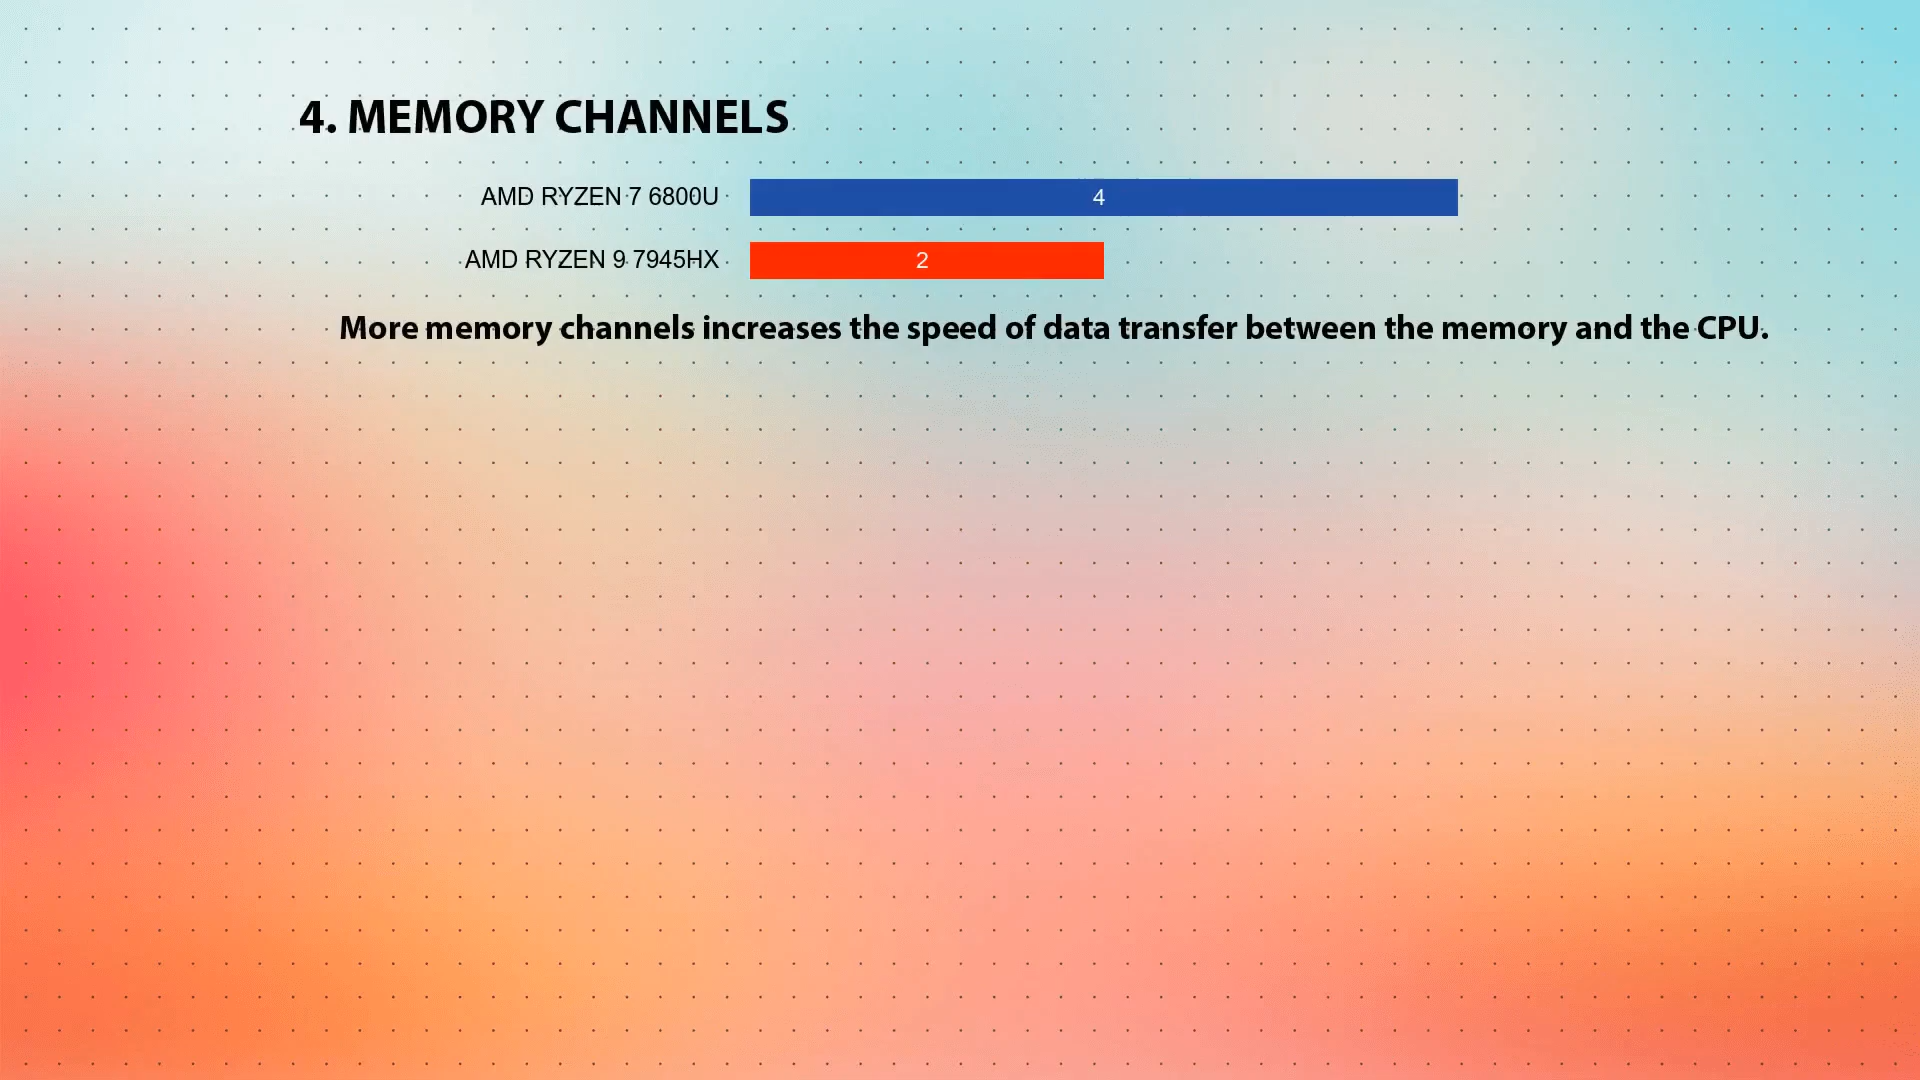 4. MEMORY CHANNELS
AMD RYZEN 7 6800U
4
AMD RYZEN 9 7945HX
2
More memory channels increases the speed of data transfer between the memory and the CPU.